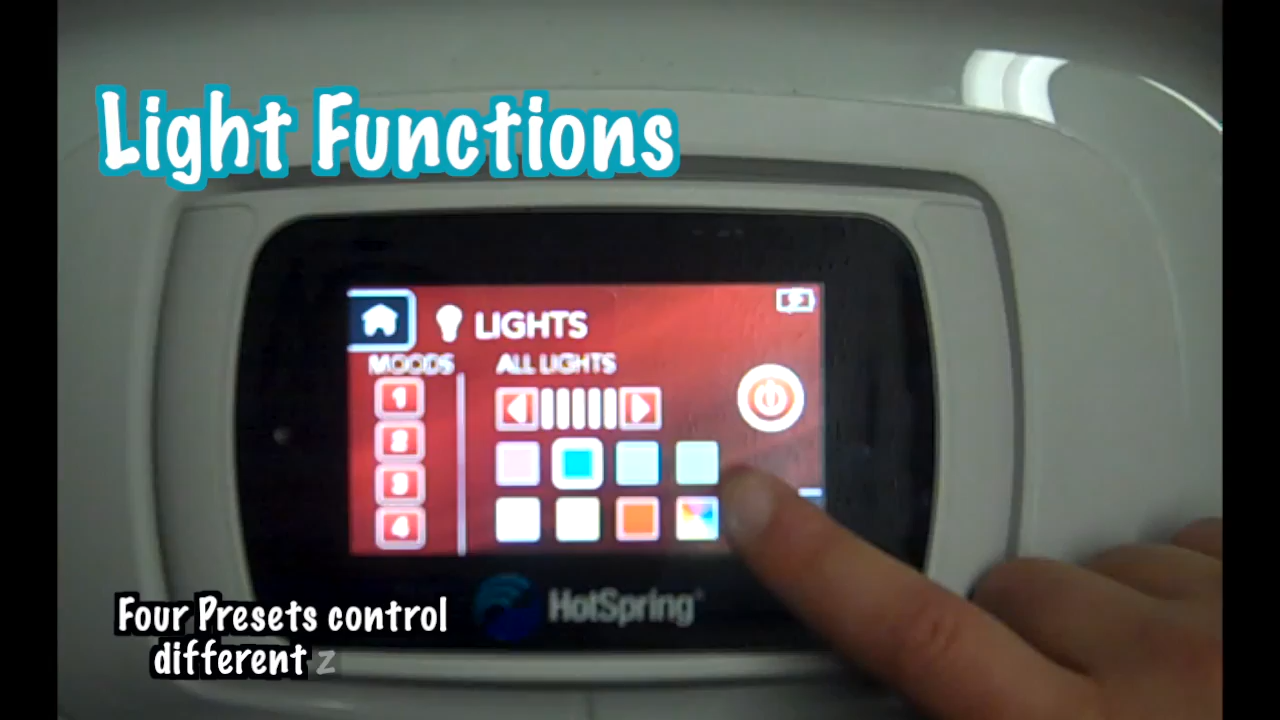 Light Functions
LIGHTS
MOODS
ALL LIGHTS
1
2
3
4
HotSpring
Four Presets control
different z